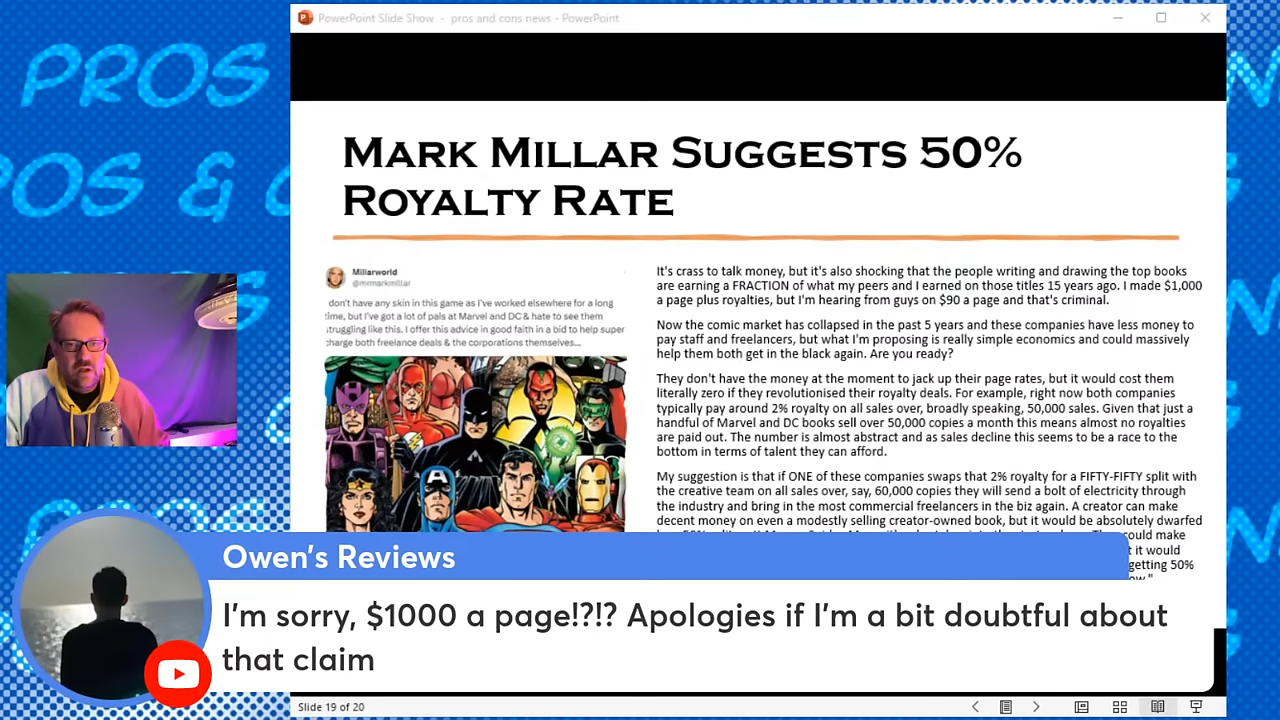 PowerPoint Slide Show - pros and cons news - PowerPoint
PROS
PROS & C
MARK MILLAR SUGGESTS 50%
ROYALTY RATE
Millarworld
@mrmarkmillar
don't have any skin in this game as I've worked elsewhere for a long
time, but I've got a lot of pals at Marvel and DC & hate to see them
struggling like this. I offer this advice in good faith in a bid to help super
charge both freelance deals & the corporations themselves...
It's crass to talk money, but it's also shocking that the people writing and drawing the top books
are earning a FRACTION of what my peers and I earned on those titles 15 years ago. I made $1,000
a page plus royalties, but I'm hearing from guys on $90 a page and that's criminal.
Now the comic market has collapsed in the past 5 years and these companies have less money to
pay staff and freelancers, but what I'm proposing is really simple economics and could massively
help them both get in the black again. Are you ready?
They don't have the money at the moment to jack up their page rates, but it would cost them
literally zero if they revolutionised their royalty deals. For example, right now both companies
typically pay around 2% royalty on all sales over, broadly speaking, 50,000 sales. Given that just a
handful of Marvel and DC books sell over 50,000 copies a month this means almost no royalties
are paid out. The number is almost abstract and as sales decline this seems to be a race to the
bottom in terms of talent they can afford.
My suggestion is that if ONE of these companies swaps that 2% royalty for a FIFTY-FIFTY split with
the creative team on all sales over, say, 60,000 copies they will send a bolt of electricity through
the industry and bring in the most commercial freelancers in the biz again. A creator can make
decent money on even a modestly selling creator-owned book, but it would be absolutely dwarfed
could make
t it would
getting 50%
ow."
Owen's Reviews
I'm sorry, $1000 a page!?!? Apologies if I'm a bit doubtful about
that claim
Slide 19 of 20